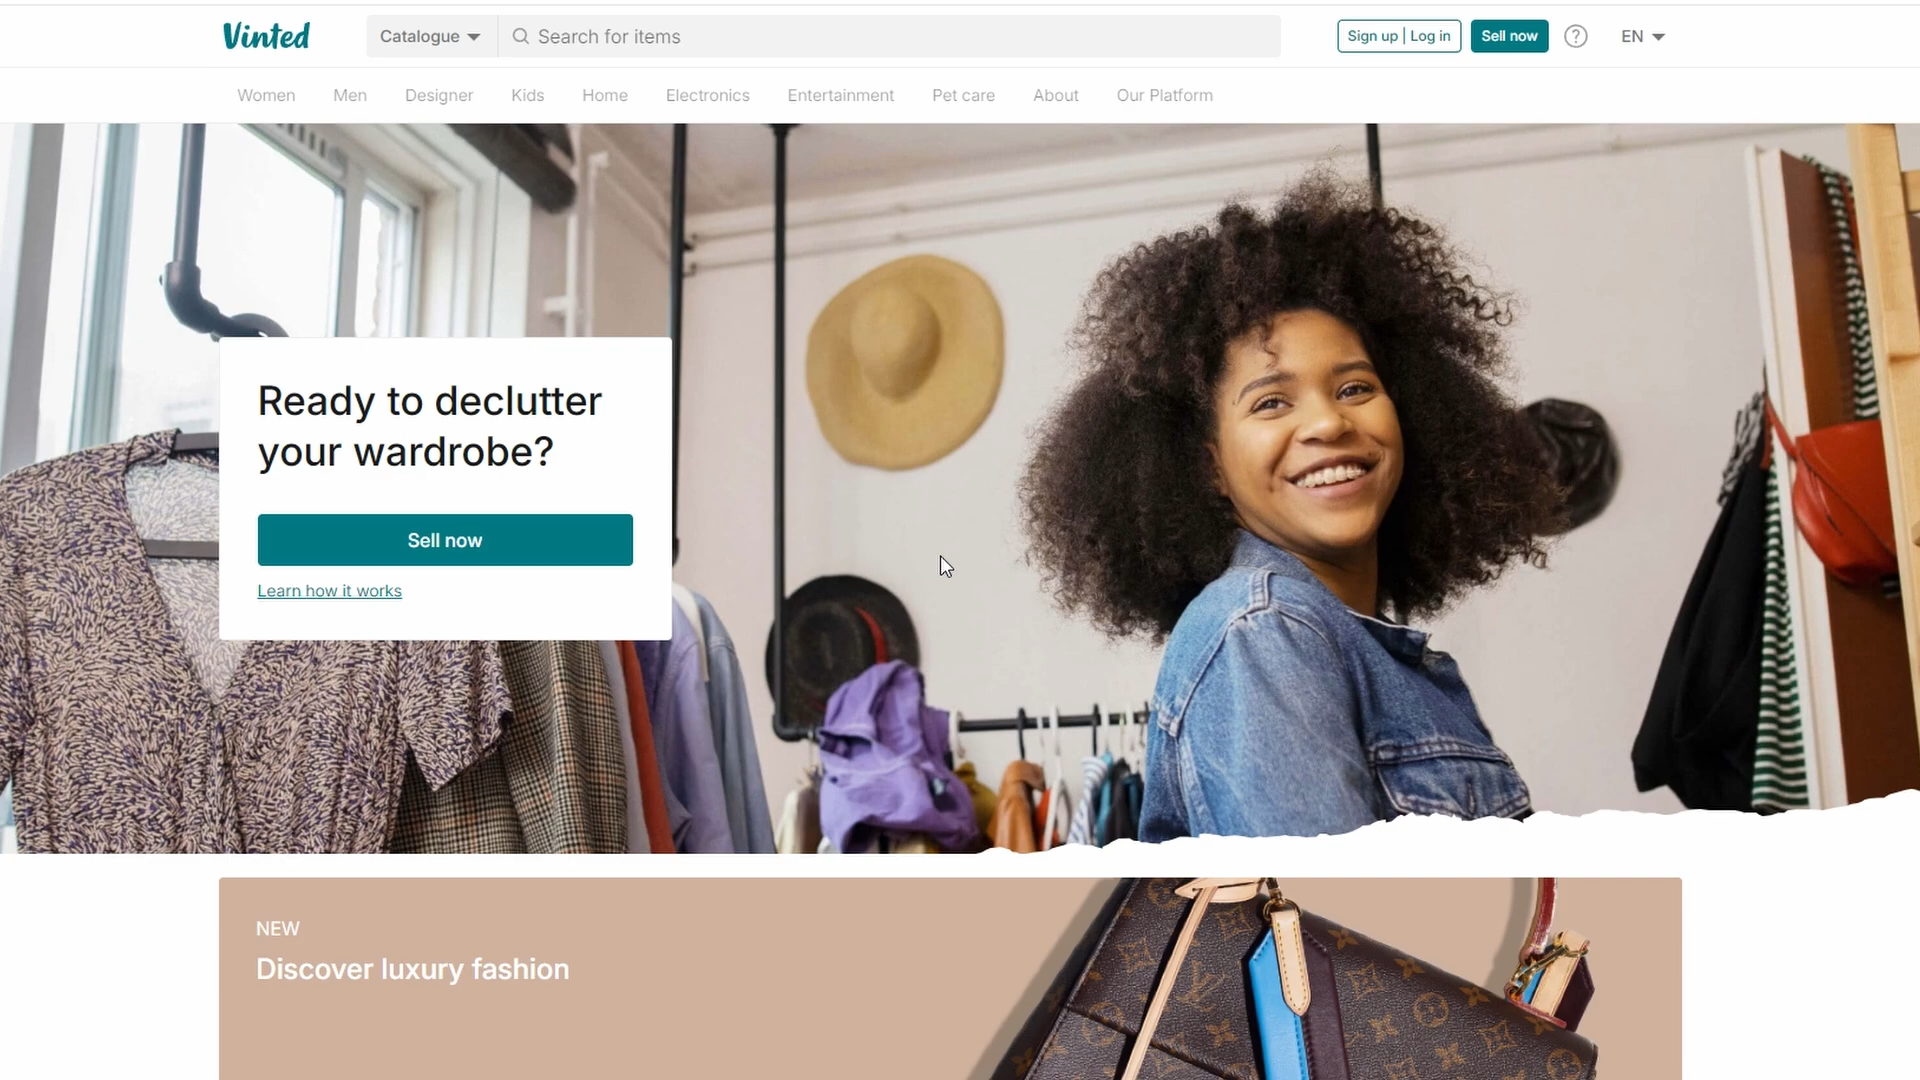 Vinted
Catalogue
Search for items
Sign up | Log in
Sell now
?
EN
Women
Men
Designer
Kids
Home
Electronics
Entertainment
Pet care
About
Our Platform
Ready to declutter
your wardrobe?
Sell now
Learn how it works
NEW
Discover luxury fashion